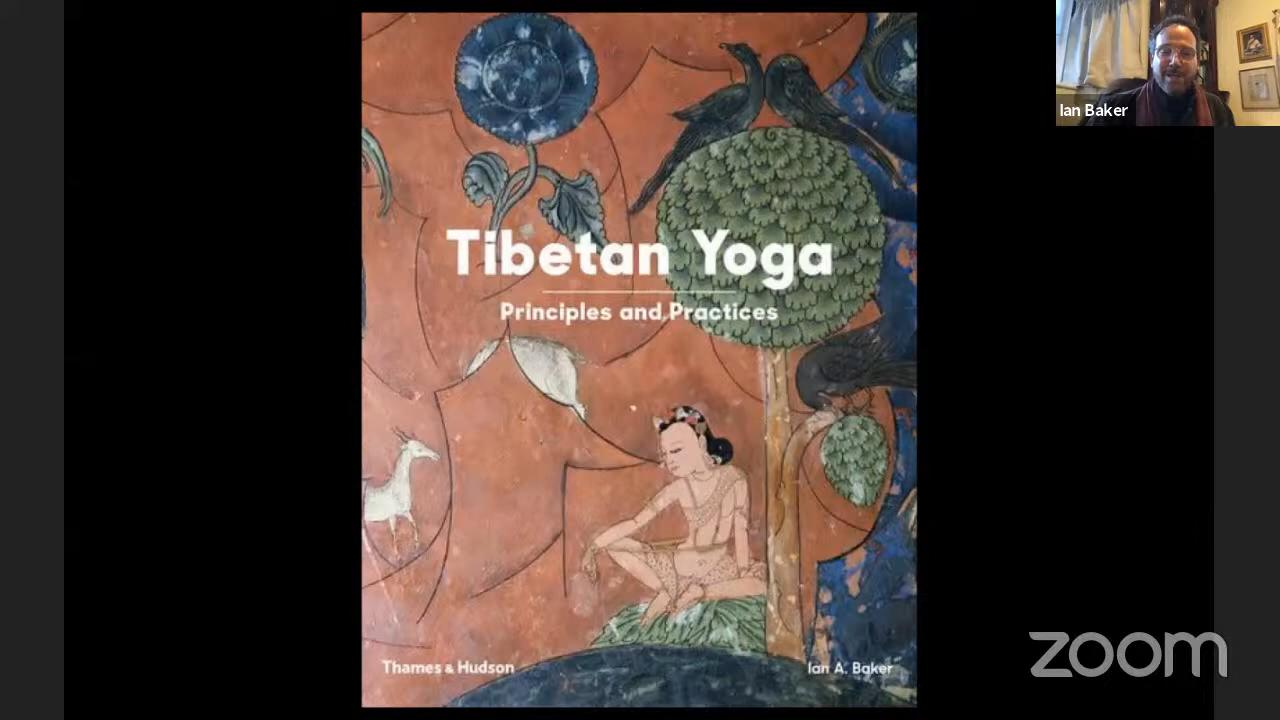 Ian Baker
Tibetan Yoga
Principles and Practices
Thames & Hudson
Ian A. Baker
zoom